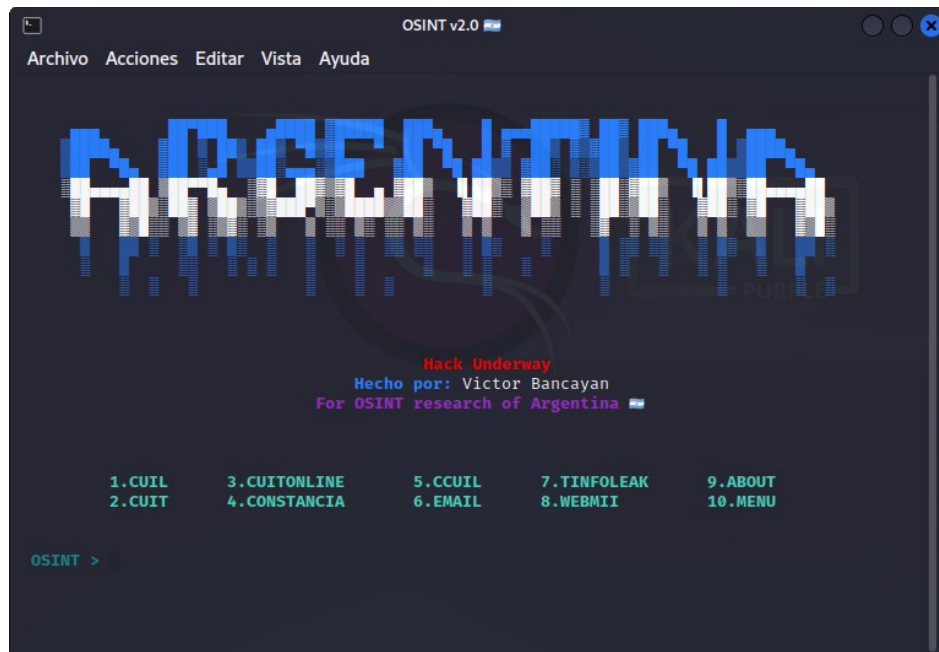 OSINT v2.0 🇦🇷
Archivo Acciones Editar Vista Ayuda
ARGENTINA
KALI
PURPLE
Hack Underway
Hecho por: Victor Bancayan
For OSINT research of Argentina 🇦🇷
1.CUIL 3.CUITONLINE 5.CCUIL 7.TINFOLEAK 9.ABOUT
2.CUIT 4.CONSTANCIA 6.EMAIL 8.WEBMII 10.MENU
OSINT >